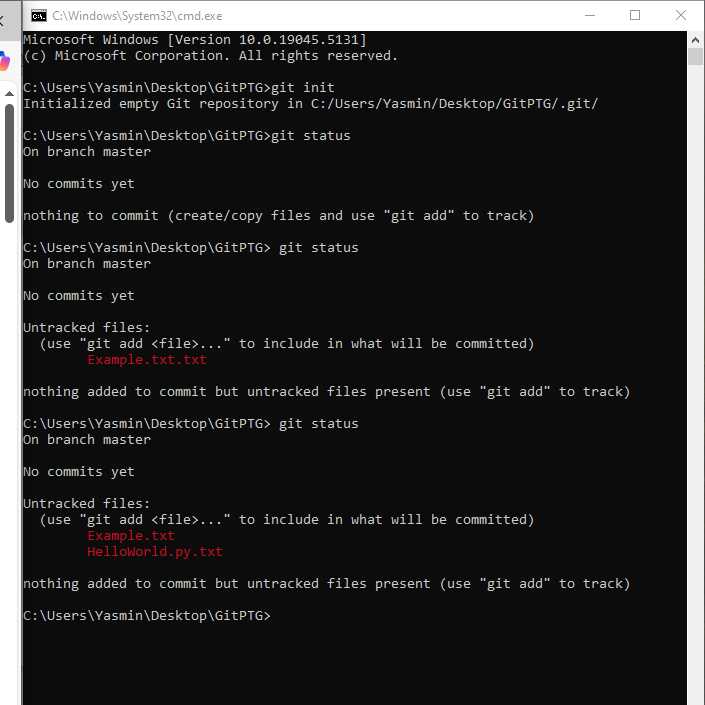 C:\Windows\System32\cmd.exe
Microsoft Windows [Version 10.0.19045.5131]
(c) Microsoft Corporation. All rights reserved.
C:\Users\Yasmin\Desktop\GitPTG>git init
Initialized empty Git repository in C:/Users/Yasmin/Desktop/GitPTG/.git/
C:\Users\Yasmin\Desktop\GitPTG>git status
On branch master
No commits yet
nothing to commit (create/copy files and use "git add" to track)
C:\Users\Yasmin\Desktop\GitPTG> git status
On branch master
No commits yet
Untracked files:
  (use "git add <file>..." to include in what will be committed)
        Example.txt.txt
nothing added to commit but untracked files present (use "git add" to track)
C:\Users\Yasmin\Desktop\GitPTG> git status
On branch master
No commits yet
Untracked files:
  (use "git add <file>..." to include in what will be committed)
        Example.txt
        HelloWorld.py.txt
nothing added to commit but untracked files present (use "git add" to track)
C:\Users\Yasmin\Desktop\GitPTG>